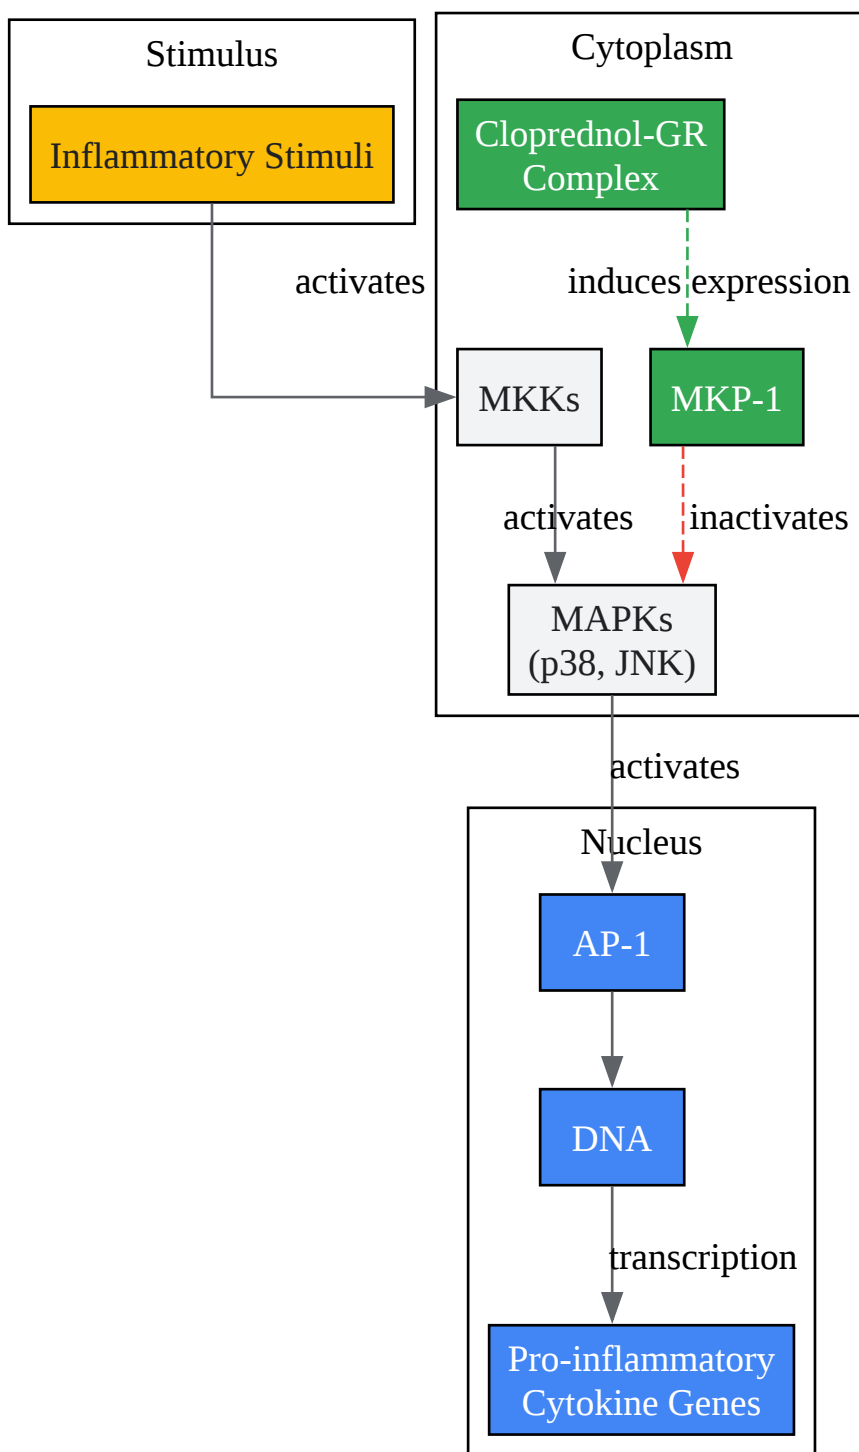 Stimulus
Inflammatory Stimuli
Cytoplasm
Cloprednol-GR
Complex
activates
induces expression
MKKs
MKP-1
activates
inactivates
MAPKs
(p38, JNK)
activates
Nucleus
AP-1
DNA
transcription
Pro-inflammatory
Cytokine Genes